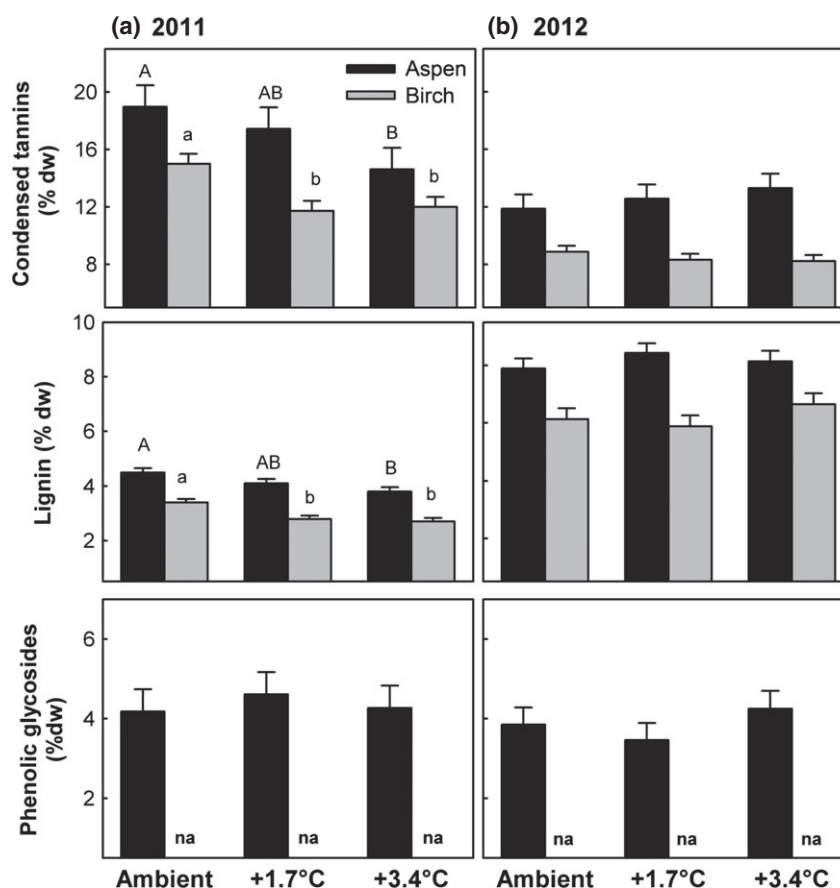 (a) 2011
(b) 2012
Aspen
Birch
Condensed tannins
(% dw)
20
16
12
8
A
a
AB
b
B
b
Lignin (% dw)
10
8
6
4
2
A
a
AB
b
B
b
Phenolic glycosides
(%dw)
6
4
2
na
na
na
na
na
na
Ambient +1.7°C +3.4°C
Ambient +1.7°C +3.4°C